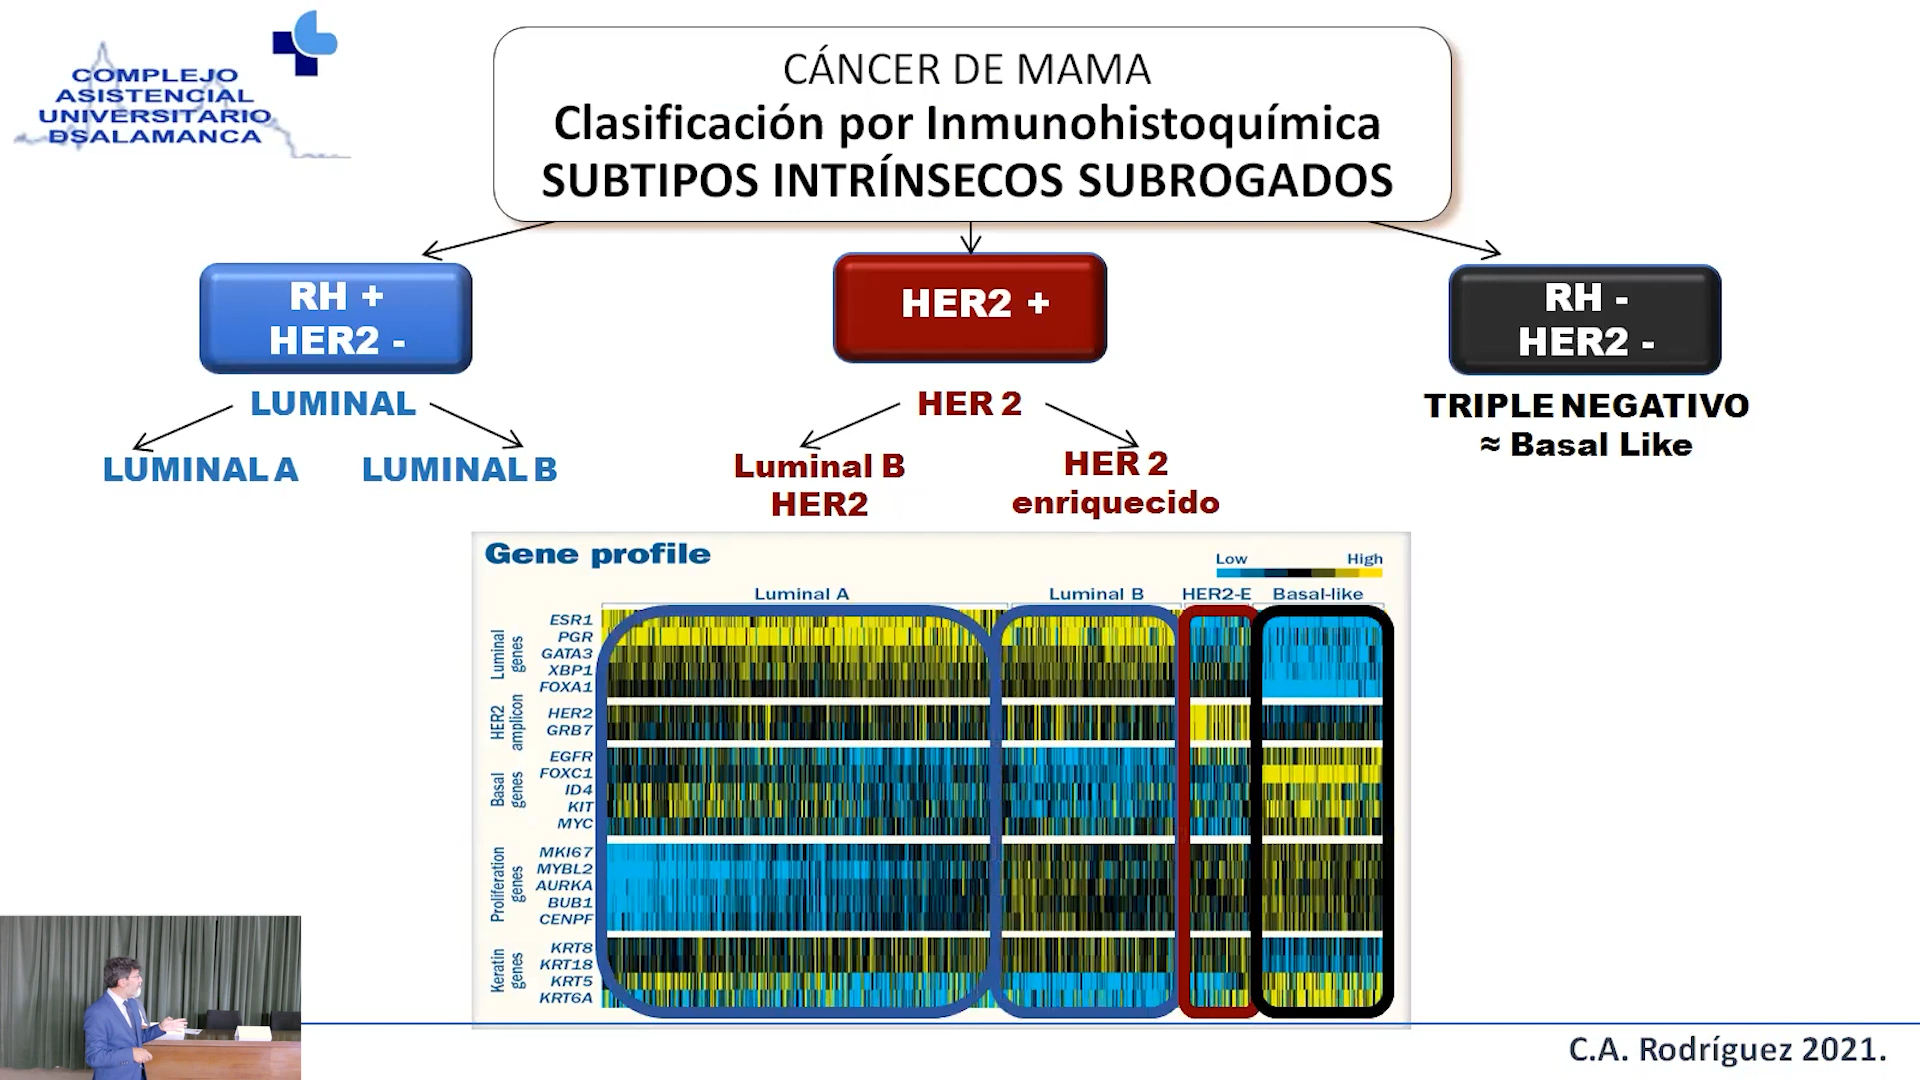 COMPLEJO
ASISTENCIAL
UNIVERSITARIO
DSALAMANCA
CÁNCER DE MAMA
Clasificación por Inmunohistoquímica
SUBTIPOS INTRÍNSECOS SUBROGADOS
RH +
HER2 -
HER2 +
RH -
HER2 -
LUMINAL
HER 2
TRIPLE NEGATIVO
≈ Basal Like
LUMINAL A
LUMINAL B
Luminal B
HER2
HER 2
enriquecido
Gene profile
Low
High
Luminal A
Luminal B
HER2-E
Basal-like
Luminal
genes
ESR1
PGR
GATA3
XBP1
FOXA1
HER2
amplicon
HER2
GRB7
Basal
genes
EGFR
FOXC1
ID4
KIT
MYC
Proliferation
genes
MKI67
MYBL2
AURKA
BUB1
CENPF
Keratin
genes
KRT8
KRT18
KRT5
KRT6A
C.A. Rodríguez 2021.